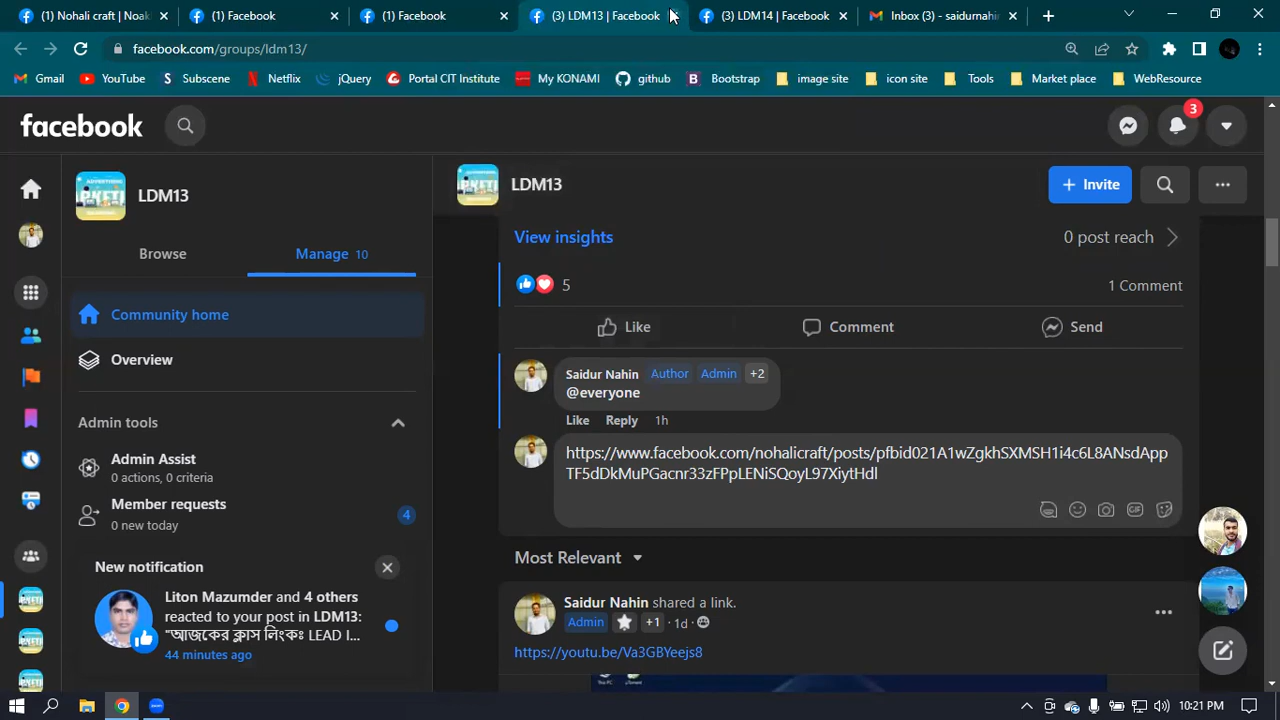 (1) Nohali craft | Noak
(1) Facebook
(1) Facebook
(3) LDM13 | Facebook
(3) LDM14 | Facebook
Inbox (3) - saidurnahin
facebook.com/groups/ldm13/
Gmail
YouTube
Subscene
Netflix
jQuery
Portal CIT Institute
My KONAMI
github
Bootstrap
image site
icon site
Tools
Market place
WebResource
facebook
3
LDM13
LDM13
Invite
Browse
Manage 10
View insights
0 post reach
5
1 Comment
Community home
Like
Comment
Send
Overview
Saidur Nahin Author Admin +2
@everyone
Like Reply 1h
Admin tools
https://www.facebook.com/nohalicraft/posts/pfbid021A1wZgkhSXMSH1i4c6L8ANsdApp
TF5dDkMuPGacnr33zFPpLENiSQoyL97XiytHdl
Admin Assist
0 actions, 0 criteria
Member requests
0 new today
4
GIF
New notification
Most Relevant
Liton Mazumder and 4 others
reacted to your post in LDM13:
"আজকের ক্লাস লিংকঃ LEAD I...
44 minutes ago
Saidur Nahin shared a link.
Admin +1 · 1d ·
https://youtu.be/Va3GBYeejs8
This PC
uTorrent
10:21 PM